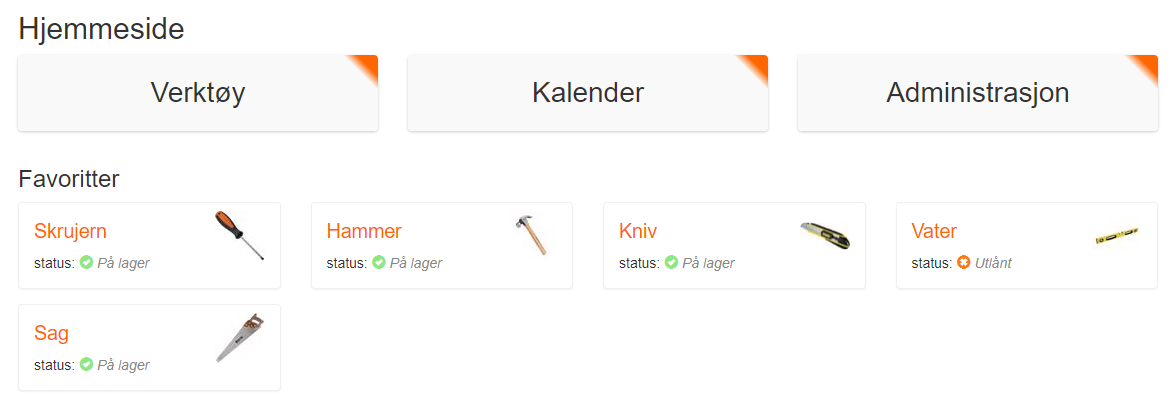 Hjemmeside
Verktøy Kalender Administrasjon
Favoritter
Skrujern
status: På lager
Hammer
status: På lager
Kniv
status: På lager
Vater
status: Utlånt
Sag
status: På lager